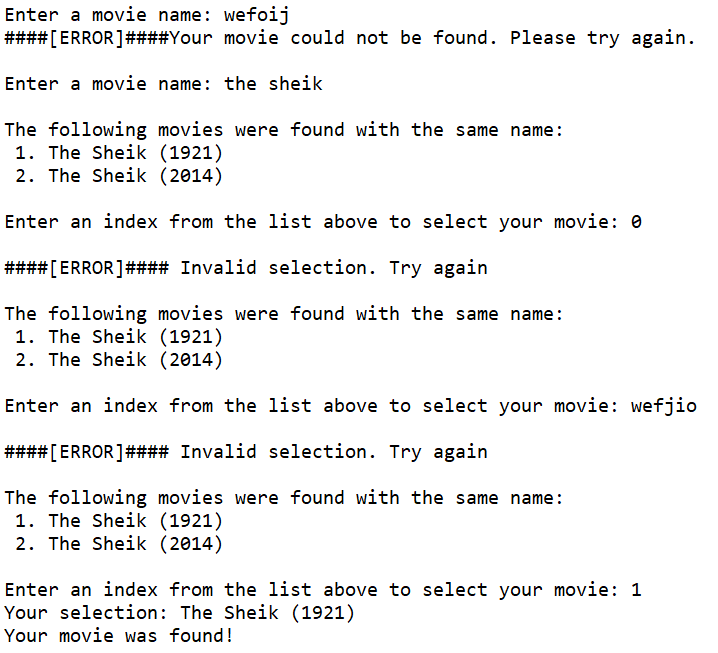 Enter a movie name: wefoij
####[ERROR]####Your movie could not be found. Please try again.
Enter a movie name: the sheik
The following movies were found with the same name:
1. The Sheik (1921)
2. The Sheik (2014)
Enter an index from the list above to select your movie: 0
####[ERROR]#### Invalid selection. Try again
The following movies were found with the same name:
1. The Sheik (1921)
2. The Sheik (2014)
Enter an index from the list above to select your movie: wefjio
####[ERROR]#### Invalid selection. Try again
The following movies were found with the same name:
1. The Sheik (1921)
2. The Sheik (2014)
Enter an index from the list above to select your movie: 1
Your selection: The Sheik (1921)
Your movie was found!